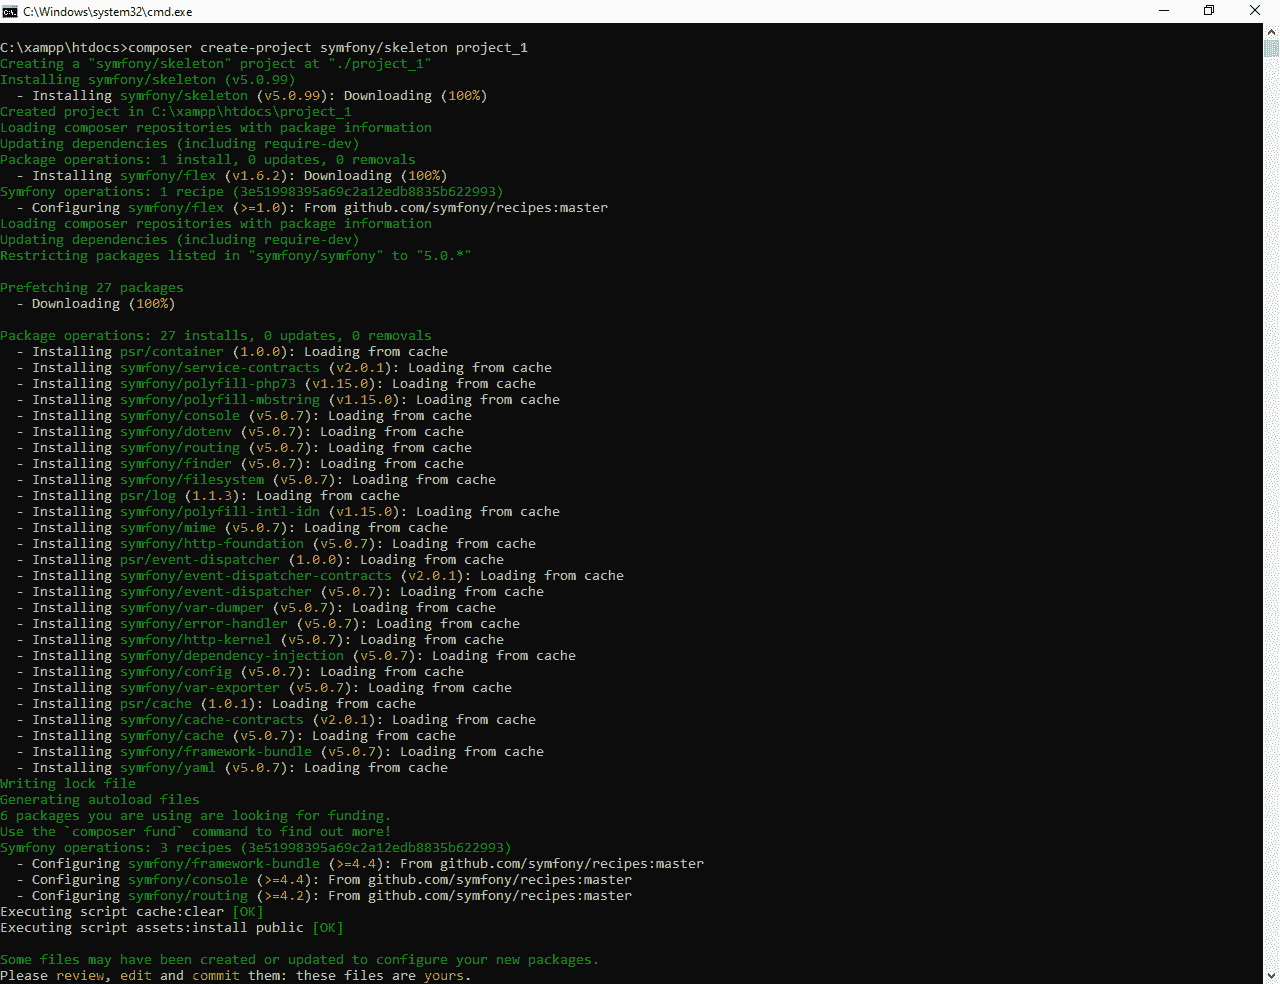 C:\Windows\system32\cmd.exe
C:\xampp\htdocs>composer create-project symfony/skeleton project_1
Creating a "symfony/skeleton" project at "./project_1"
Installing symfony/skeleton (v5.0.99)
  - Installing symfony/skeleton (v5.0.99): Downloading (100%)
Created project in C:\xampp\htdocs\project_1
Loading composer repositories with package information
Updating dependencies (including require-dev)
Package operations: 1 install, 0 updates, 0 removals
  - Installing symfony/flex (v1.6.2): Downloading (100%)
Symfony operations: 1 recipe (3e51998395a69c2a12edb8835b622993)
  - Configuring symfony/flex (>=1.0): From github.com/symfony/recipes:master
Loading composer repositories with package information
Updating dependencies (including require-dev)
Restricting packages listed in "symfony/symfony" to "5.0.*"

Prefetching 27 packages
  - Downloading (100%)

Package operations: 27 installs, 0 updates, 0 removals
  - Installing psr/container (1.0.0): Loading from cache
  - Installing symfony/service-contracts (v2.0.1): Loading from cache
  - Installing symfony/polyfill-php73 (v1.15.0): Loading from cache
  - Installing symfony/polyfill-mbstring (v1.15.0): Loading from cache
  - Installing symfony/console (v5.0.7): Loading from cache
  - Installing symfony/dotenv (v5.0.7): Loading from cache
  - Installing symfony/routing (v5.0.7): Loading from cache
  - Installing symfony/finder (v5.0.7): Loading from cache
  - Installing symfony/filesystem (v5.0.7): Loading from cache
  - Installing psr/log (1.1.3): Loading from cache
  - Installing symfony/polyfill-intl-idn (v1.15.0): Loading from cache
  - Installing symfony/mime (v5.0.7): Loading from cache
  - Installing symfony/http-foundation (v5.0.7): Loading from cache
  - Installing psr/event-dispatcher (1.0.0): Loading from cache
  - Installing symfony/event-dispatcher-contracts (v2.0.1): Loading from cache
  - Installing symfony/event-dispatcher (v5.0.7): Loading from cache
  - Installing symfony/var-dumper (v5.0.7): Loading from cache
  - Installing symfony/error-handler (v5.0.7): Loading from cache
  - Installing symfony/http-kernel (v5.0.7): Loading from cache
  - Installing symfony/dependency-injection (v5.0.7): Loading from cache
  - Installing symfony/config (v5.0.7): Loading from cache
  - Installing symfony/var-exporter (v5.0.7): Loading from cache
  - Installing psr/cache (1.0.1): Loading from cache
  - Installing symfony/cache-contracts (v2.0.1): Loading from cache
  - Installing symfony/cache (v5.0.7): Loading from cache
  - Installing symfony/framework-bundle (v5.0.7): Loading from cache
  - Installing symfony/yaml (v5.0.7): Loading from cache
Writing lock file
Generating autoload files
6 packages you are using are looking for funding.
Use the `composer fund` command to find out more!
Symfony operations: 3 recipes (3e51998395a69c2a12edb8835b622993)
  - Configuring symfony/framework-bundle (>=4.4): From github.com/symfony/recipes:master
  - Configuring symfony/console (>=4.4): From github.com/symfony/recipes:master
  - Configuring symfony/routing (>=4.2): From github.com/symfony/recipes:master
Executing script cache:clear [OK]
Executing script assets:install public [OK]

Some files may have been created or updated to configure your new packages.
Please review, edit and commit them: these files are yours.